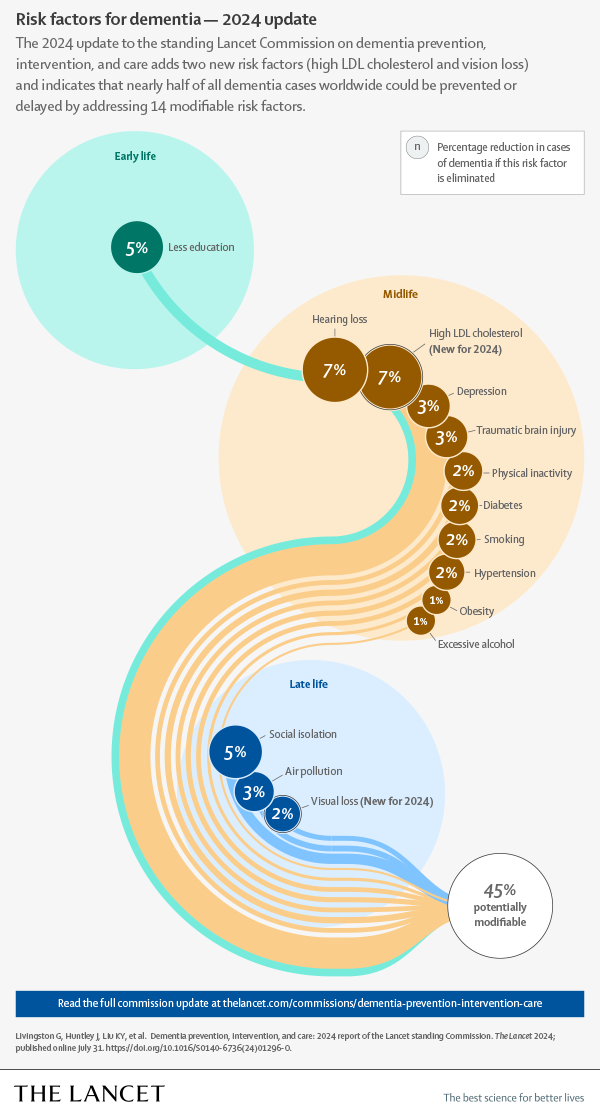 Risk factors for dementia — 2024 update
The 2024 update to the standing Lancet Commission on dementia prevention,
intervention, and care adds two new risk factors (high LDL cholesterol and vision loss)
and indicates that nearly half of all dementia cases worldwide could be prevented or
delayed by addressing 14 modifiable risk factors.
Early life
n
Percentage reduction in cases
of dementia if this risk factor
is eliminated
5%
Less education
Midlife
Hearing loss
7%
High LDL cholesterol
(New for 2024)
7%
Depression
3%
Traumatic brain injury
3%
Physical inactivity
2%
Diabetes
2%
Smoking
2%
Hypertension
2%
Obesity
1%
Excessive alcohol
1%
Late life
Social isolation
5%
Air pollution
3%
Visual loss (New for 2024)
2%
45%
potentially
modifiable
Read the full commission update at thelancet.com/commissions/dementia-prevention-intervention-care
Livingston G, Huntley J, Liu KY, et al. Dementia prevention, intervention, and care: 2024 report of the Lancet standing Commission. The Lancet 2024;
published online July 31. https://doi.org/10.1016/S0140-6736(24)01296-0.
THE LANCET
The best science for better lives